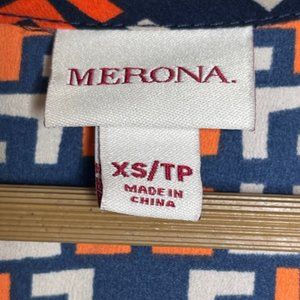 MERONA.
XS/TP
MADE IN
CHINA